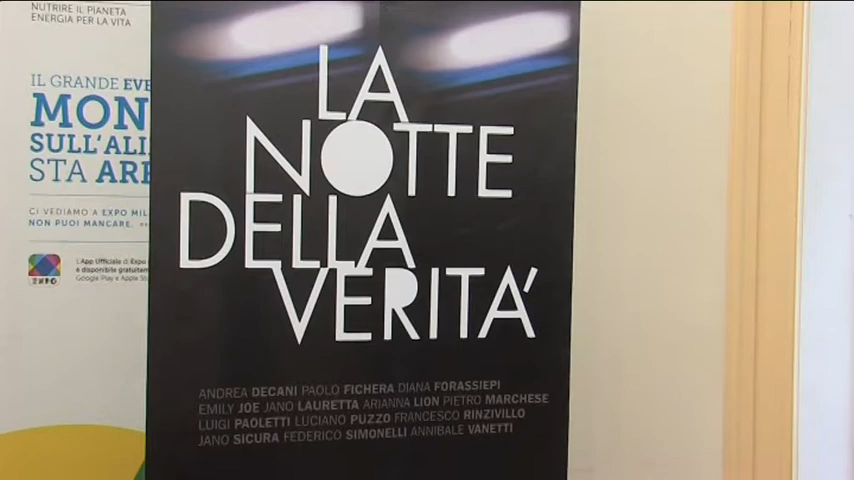 NUTRIRE IL PIANETA
ENERGIA PER LA VITA
IL GRANDE EVE
MON
SULL'ALI
STA ARR
CI VEDIAMO A EXPO MIL
NON PUOI MANCARE.
L'App Ufficiale di Expo
è disponibile gratuitam
Google Play e Apple St
EXPO
LA
NOTTE
DELLA
VERITA'
ANDREA DECANI PAOLO FICHERA DIANA FORASSIEPI
EMILY JOE JANO LAURETTA ARIANNA LION PIETRO MARCHESE
LUIGI PAOLETTI LUCIANO PUZZO FRANCESCO RINZIVILLO
JANO SICURA FEDERICO SIMONELLI ANNIBALE VANETTI